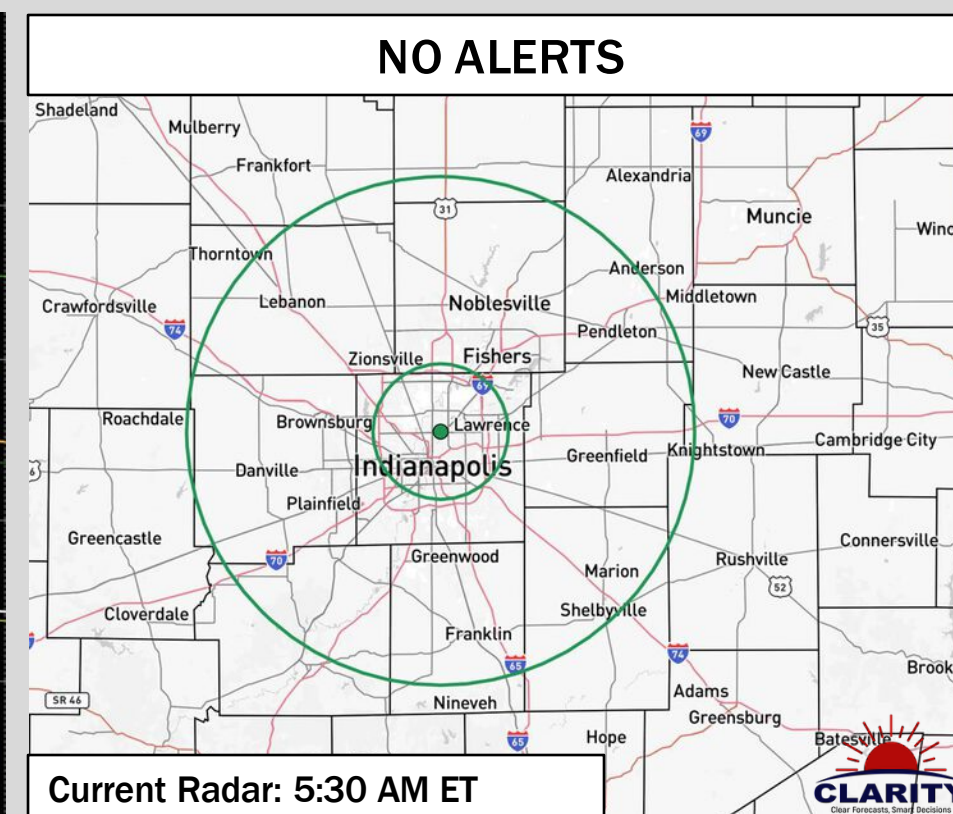 NO ALERTS
Shadeland
Mulberry
69
Frankfort
Alexandria
31
Muncie
Thorntown
Anderson
Lebanon
Noblesville
Middletown
Crawfordsville
74
Pendleton
35
Zionsville
Fishers
New Castle
Roachdale
Brownsburg
Lawrence
70
Knightstown
Cambridge City
Greenfield
Danville
Indianapolis
Plainfield
Greencastle
Connersville
70
Greenwood
Rushville
Marion
52
Cloverdale
Shelbyville
Franklin
65
74
SR 46
Nineveh
Adams
Greensburg
65
Hope
Batesville
Current Radar: 5:30 AM ET
CLARITY
Clear Forecasts, Smart Decisions